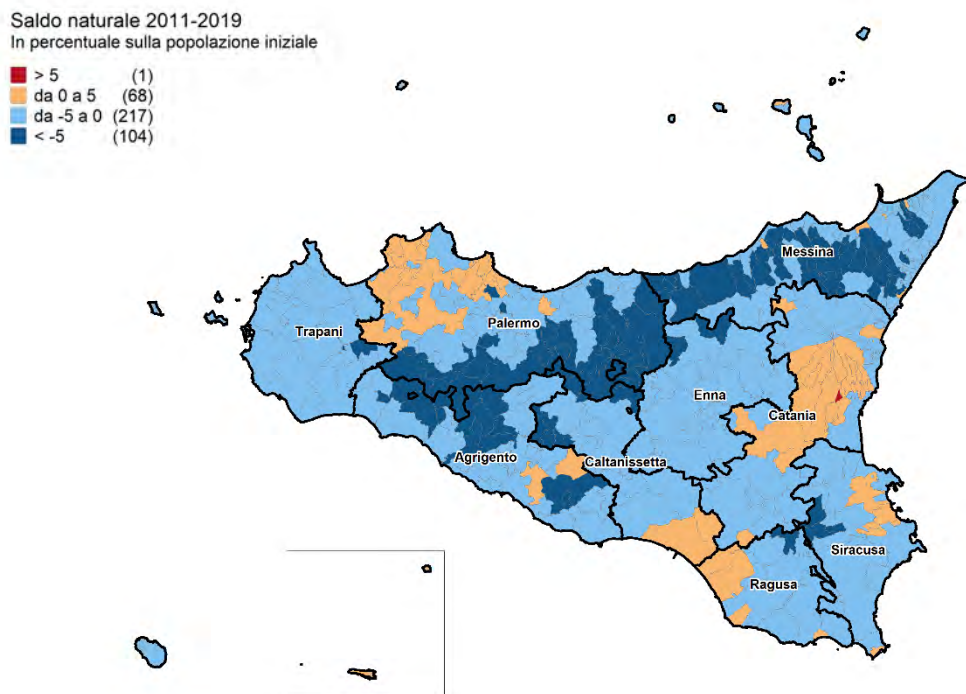 Saldo naturale 2011-2019
In percentuale sulla popolazione iniziale
> 5 (1)
da 0 a 5 (68)
da -5 a 0 (217)
< -5 (104)
Messina
Palermo
Trapani
Enna
Catania
Agrigento
Caltanissetta
Siracusa
Ragusa